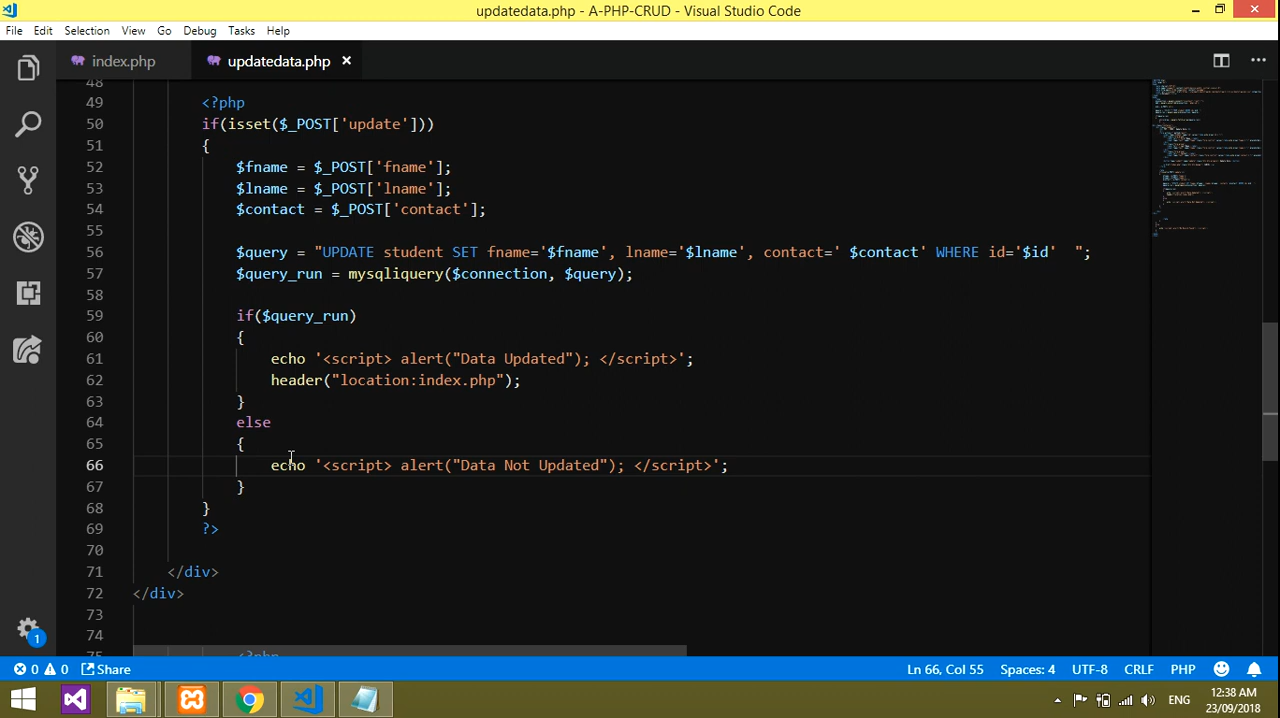 updatedata.php - A-PHP-CRUD - Visual Studio Code
File Edit Selection View Go Debug Tasks Help
index.php updatedata.php
48
49 <?php
50 if(isset($_POST['update']))
51 {
52 $fname = $_POST['fname'];
53 $lname = $_POST['lname'];
54 $contact = $_POST['contact'];
55
56 $query = "UPDATE student SET fname='$fname', lname='$lname', contact=' $contact' WHERE id='$id'  ";
57 $query_run = mysqliquery($connection, $query);
58
59 if($query_run)
60 {
61 echo '<script> alert("Data Updated"); </script>';
62 header("location:index.php");
63 }
64 else
65 {
66 echo '<script> alert("Data Not Updated"); </script>';
67 }
68 }
69 ?>
70
71 </div>
72 </div>
73
74
75 <?php
1
0 0 Share Ln 66, Col 55 Spaces: 4 UTF-8 CRLF PHP
ENG 12:38 AM
23/09/2018